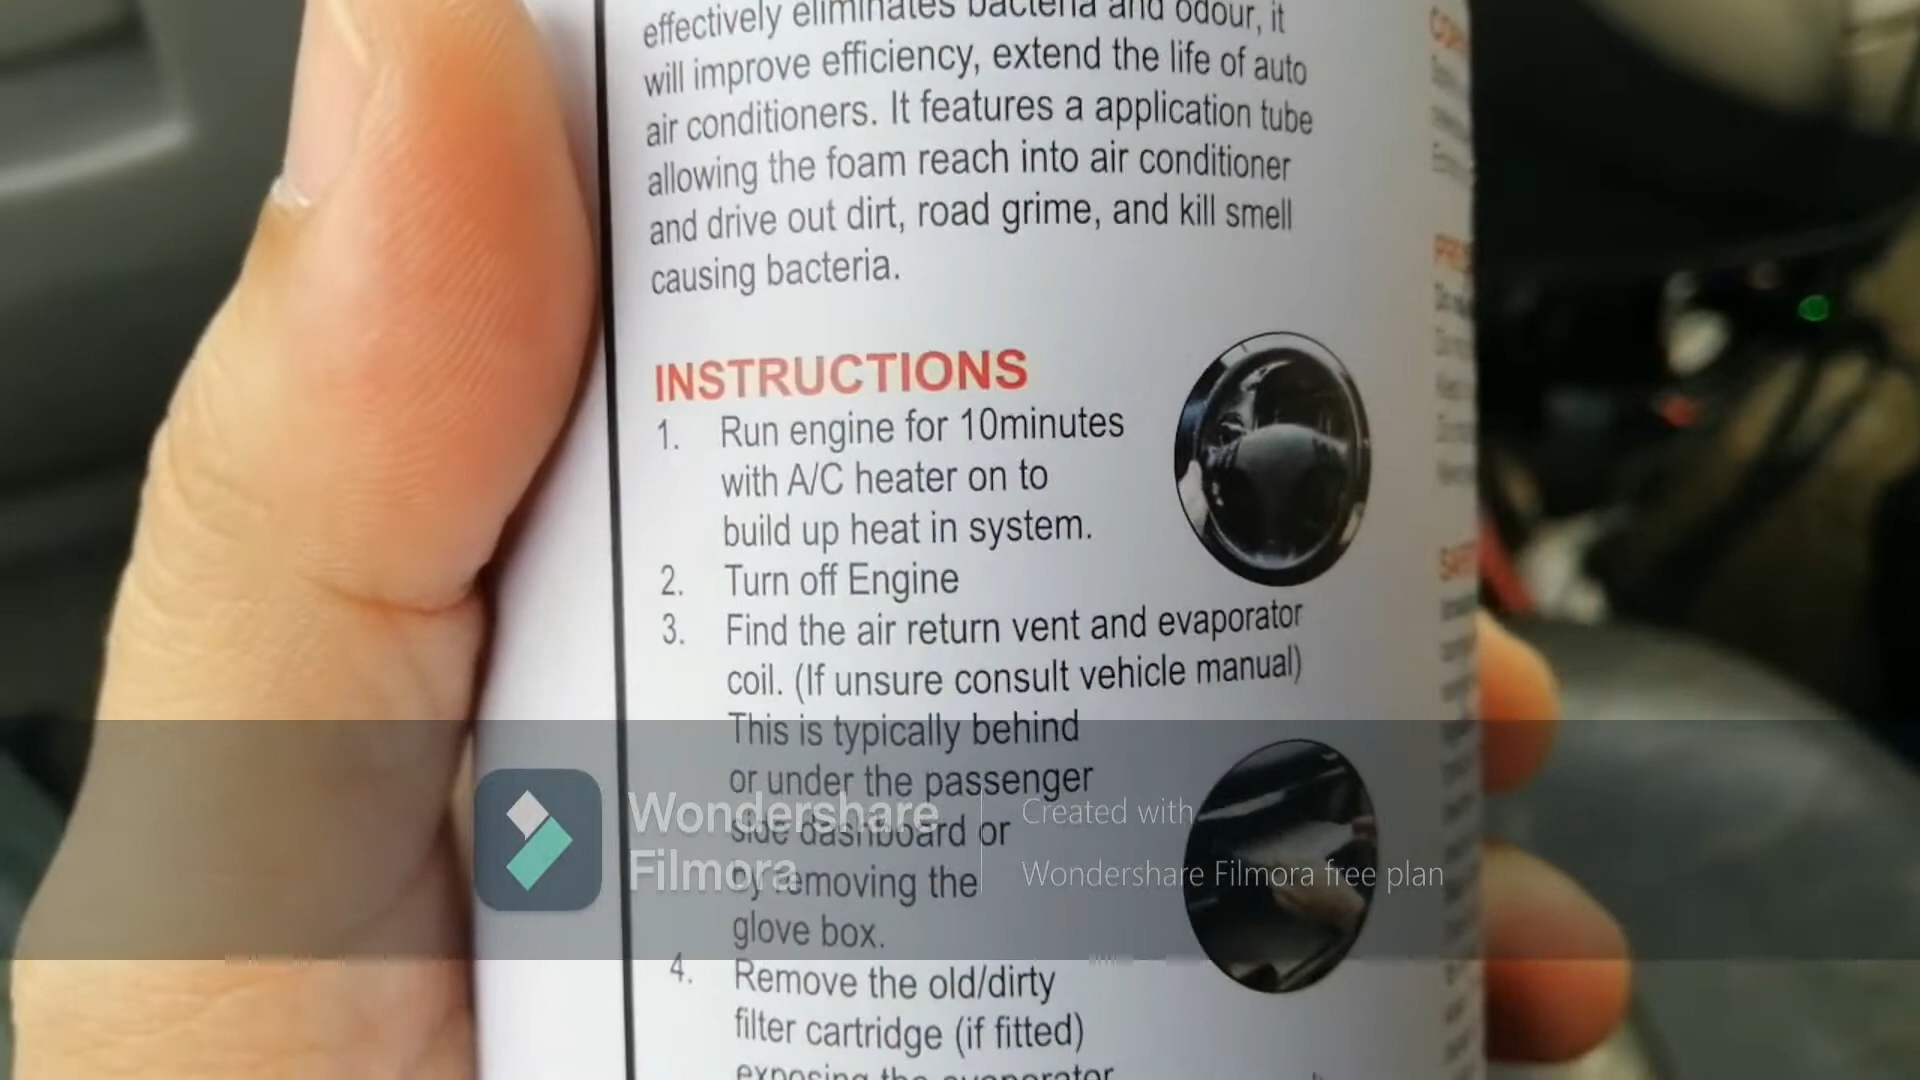 effectively eliminates bacteria and odour, it
will improve efficiency, extend the life of auto
air conditioners. It features a application tube
allowing the foam reach into air conditioner
and drive out dirt, road grime, and kill smell
causing bacteria.
INSTRUCTIONS
1. Run engine for 10minutes
with A/C heater on to
build up heat in system.
2. Turn off Engine
3. Find the air return vent and evaporator
coil. (If unsure consult vehicle manual)
This is typically behind
or under the passenger
side dashboard or
by removing the
glove box.
4. Remove the old/dirty
filter cartridge (if fitted)
exposing the evaporator
Wondershare
Filmora
Created with
Wondershare Filmora free plan